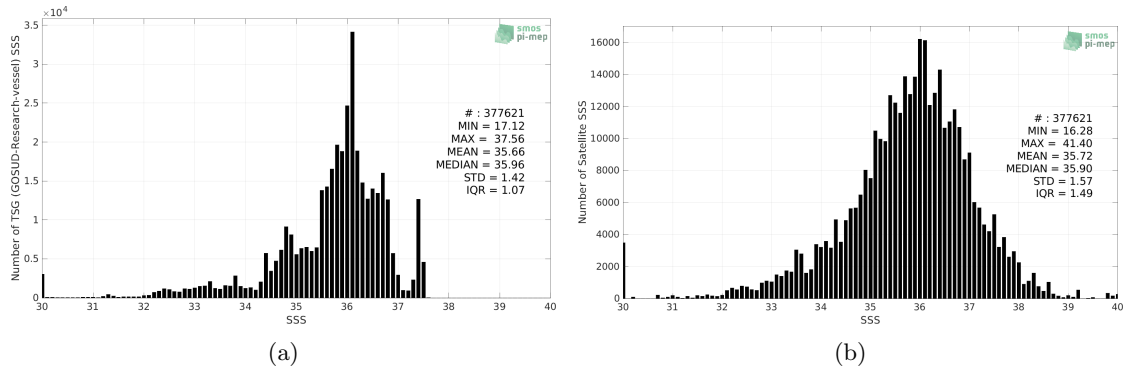 ×10⁴
3.5
3
2.5
2
1.5
1
0.5
0
Number of TSG (GOSUD-Research-vessel) SSS
smos
pi-mep
# : 377621
MIN = 17.12
MAX = 37.56
MEAN = 35.66
MEDIAN = 35.96
STD = 1.42
IQR = 1.07
30 31 32 33 34 35 36 37 38 39 40
SSS
(a)
16000
14000
12000
10000
8000
6000
4000
2000
0
Number of Satellite SSS
smos
pi-mep
# : 377621
MIN = 16.28
MAX = 41.40
MEAN = 35.72
MEDIAN = 35.90
STD = 1.57
IQR = 1.49
30 31 32 33 34 35 36 37 38 39 40
SSS
(b)